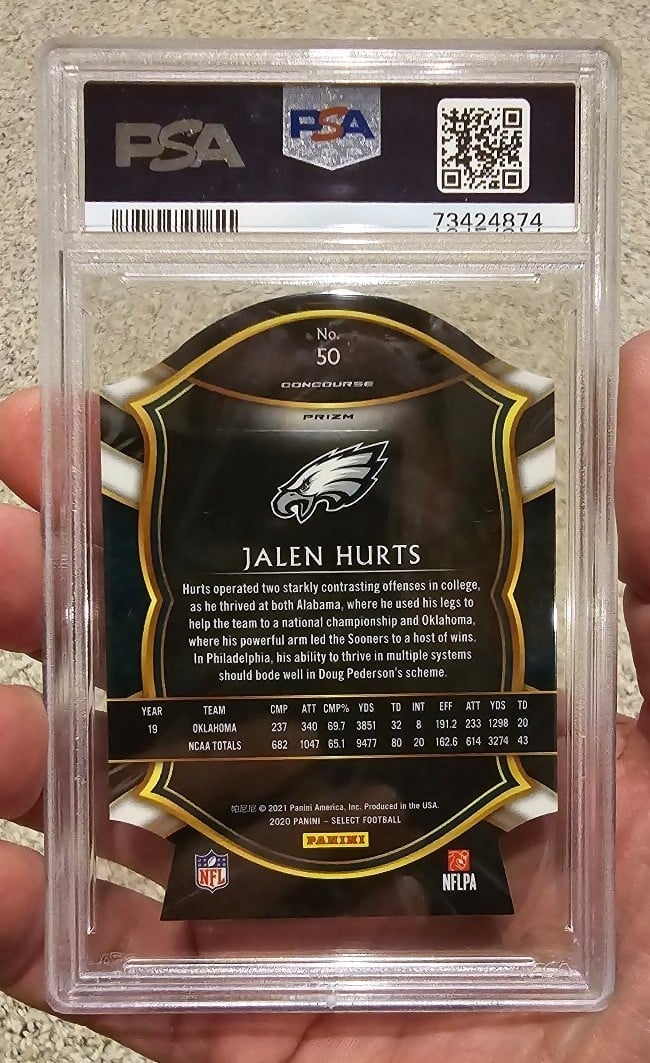 PSA PSA
73424874
No.
50
CONCOURSE
PRIZM
JALEN HURTS
Hurts operated two starkly contrasting offenses in college,
as he thrived at both Alabama, where he used his legs to
help the team to a national championship and Oklahoma,
where his powerful arm led the Sooners to a host of wins.
In Philadelphia, his ability to thrive in multiple systems
should bode well in Doug Pederson's scheme.
YEAR TEAM CMP ATT CMP% YDS TD INT EFF ATT YDS TD
19 OKLAHOMA 237 340 69.7 3851 32 8 191.2 233 1298 20
NCAA TOTALS 682 1047 65.1 9477 80 20 162.6 614 3274 43
帕尼尼 © 2021 Panini America, Inc. Produced in the USA.
2020 PANINI – SELECT FOOTBALL
PANINI
NFL NFLPA